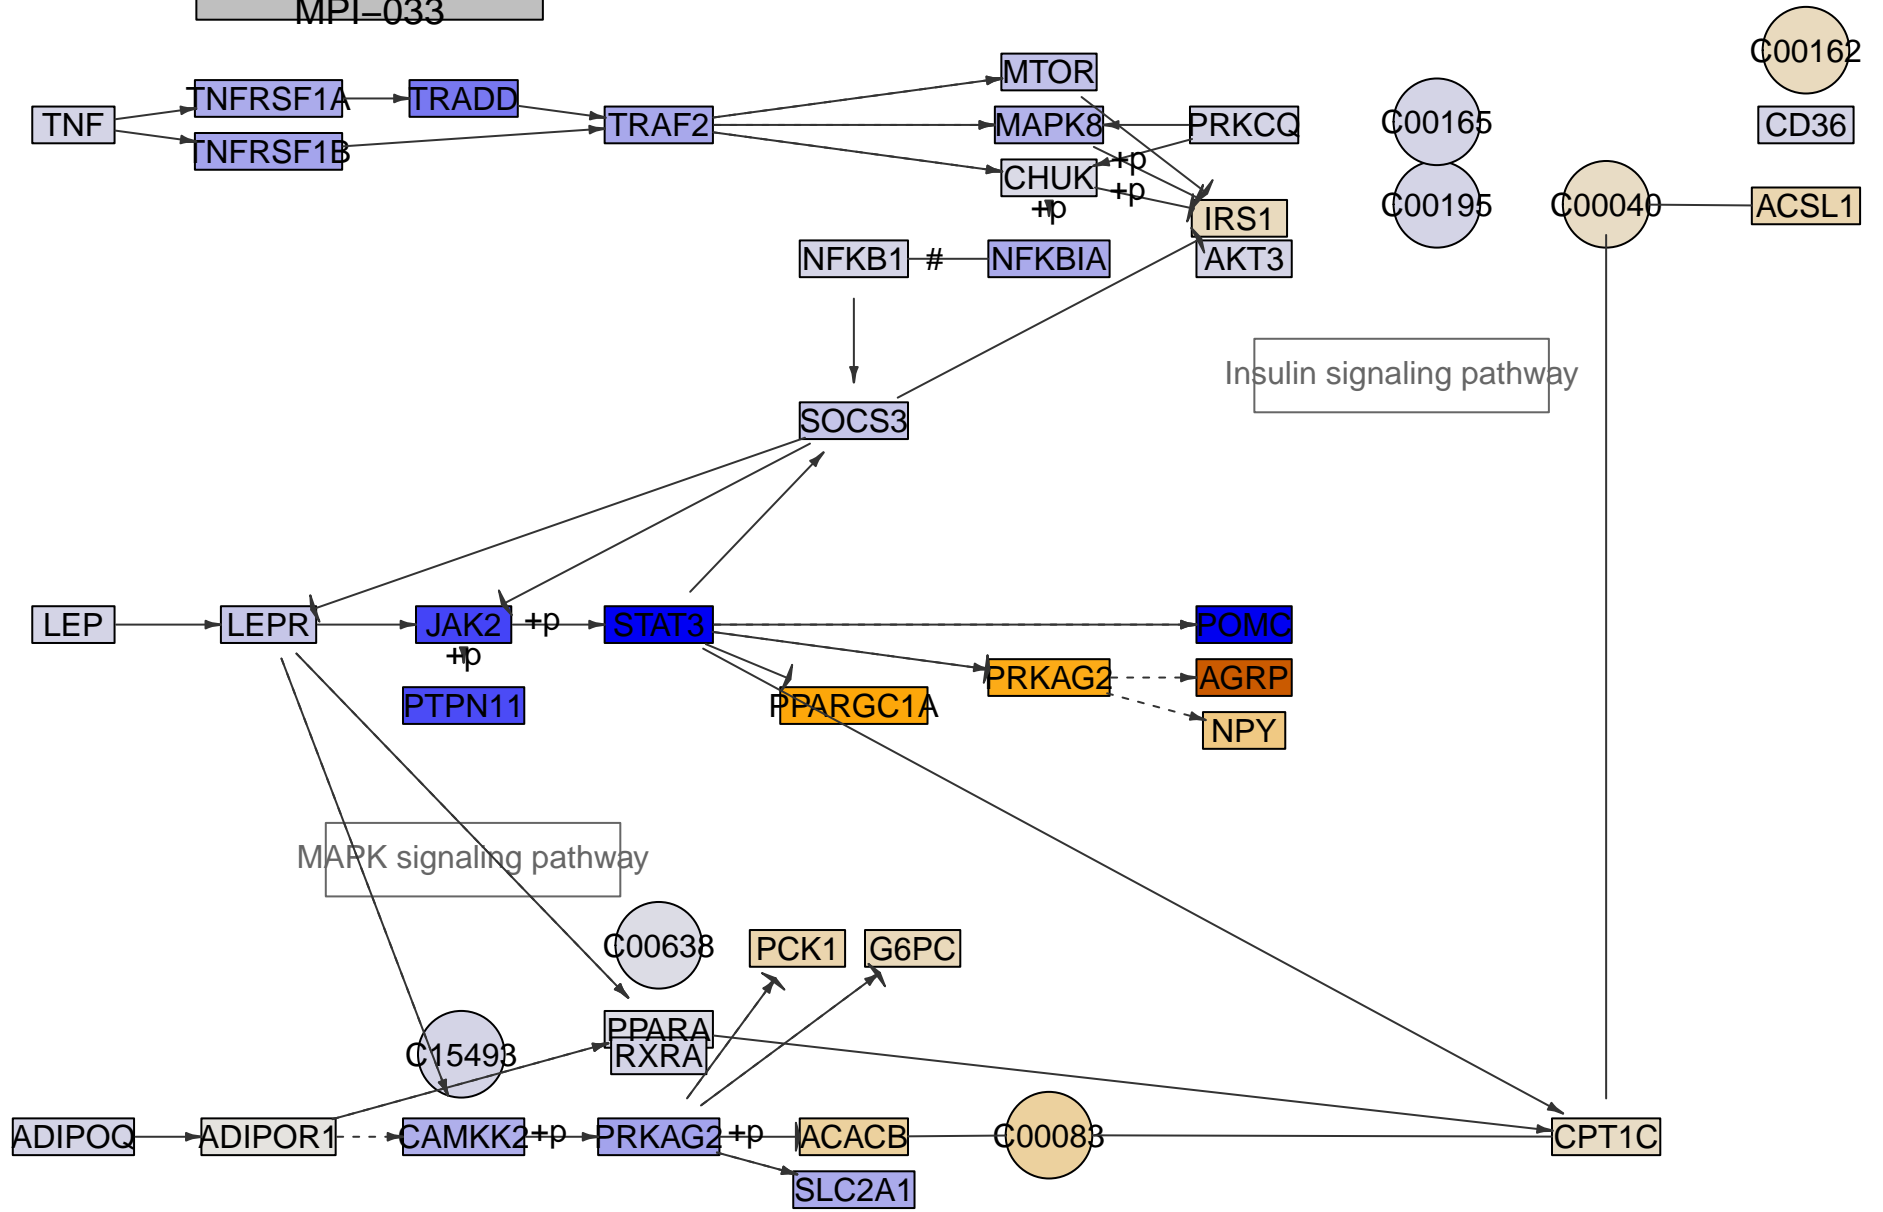 MPI−033
C00162
TNFRSF1A
TRADD
MTOR
TNF
TRAF2
MAPK8
PRKCQ
C00165
CD36
TNFRSF1B
+p
CHUK
+p
+p
IRS1
C00195
C00040
ACSL1
NFKB1
#
NFKBIA
AKT3
Insulin signaling pathway
SOCS3
LEP
LEPR
JAK2
+p
STAT3
POMC
+p
PTPN11
PPARGC1A
PRKAG2
AGRP
NPY
MAPK signaling pathway
C00638
PCK1
G6PC
C15493
PPARA
RXRA
ADIPOQ
ADIPOR1
CAMKK2
+p
PRKAG2
+p
ACACB
C00083
CPT1C
SLC2A1